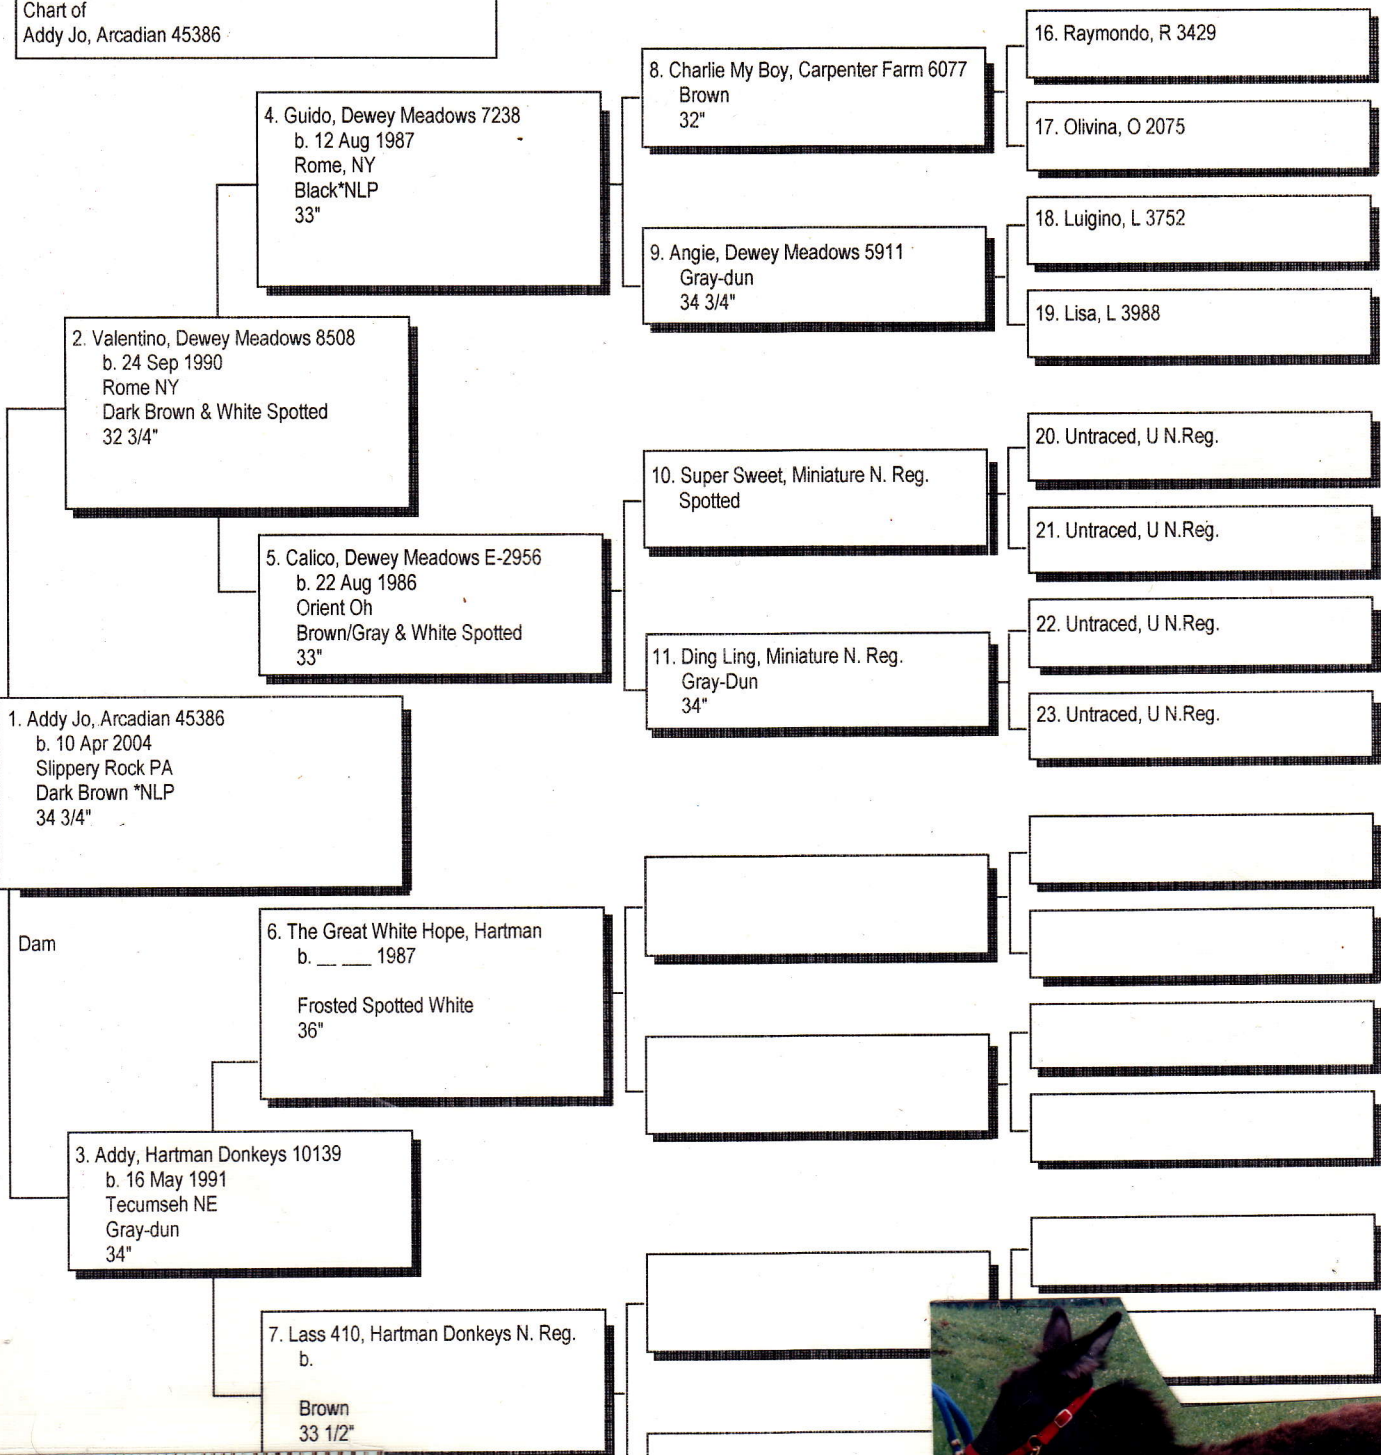 Chart of
Addy Jo, Arcadian 45386
16. Raymondo, R 3429
8. Charlie My Boy, Carpenter Farm 6077
Brown
32"
4. Guido, Dewey Meadows 7238
b. 12 Aug 1987
Rome, NY
Black*NLP
33"
17. Olivina, O 2075
18. Luigino, L 3752
9. Angie, Dewey Meadows 5911
Gray-dun
34 3/4"
19. Lisa, L 3988
2. Valentino, Dewey Meadows 8508
b. 24 Sep 1990
Rome NY
Dark Brown & White Spotted
32 3/4"
20. Untraced, U N.Reg.
10. Super Sweet, Miniature N. Reg.
Spotted
21. Untraced, U N.Reg.
5. Calico, Dewey Meadows E-2956
b. 22 Aug 1986
Orient Oh
Brown/Gray & White Spotted
33"
22. Untraced, U N.Reg.
11. Ding Ling, Miniature N. Reg.
Gray-Dun
34"
23. Untraced, U N.Reg.
1. Addy Jo, Arcadian 45386
b. 10 Apr 2004
Slippery Rock PA
Dark Brown *NLP
34 3/4"
Dam
6. The Great White Hope, Hartman
b. __ ___ 1987
Frosted Spotted White
36"
3. Addy, Hartman Donkeys 10139
b. 16 May 1991
Tecumseh NE
Gray-dun
34"
7. Lass 410, Hartman Donkeys N. Reg.
b.
Brown
33 1/2"